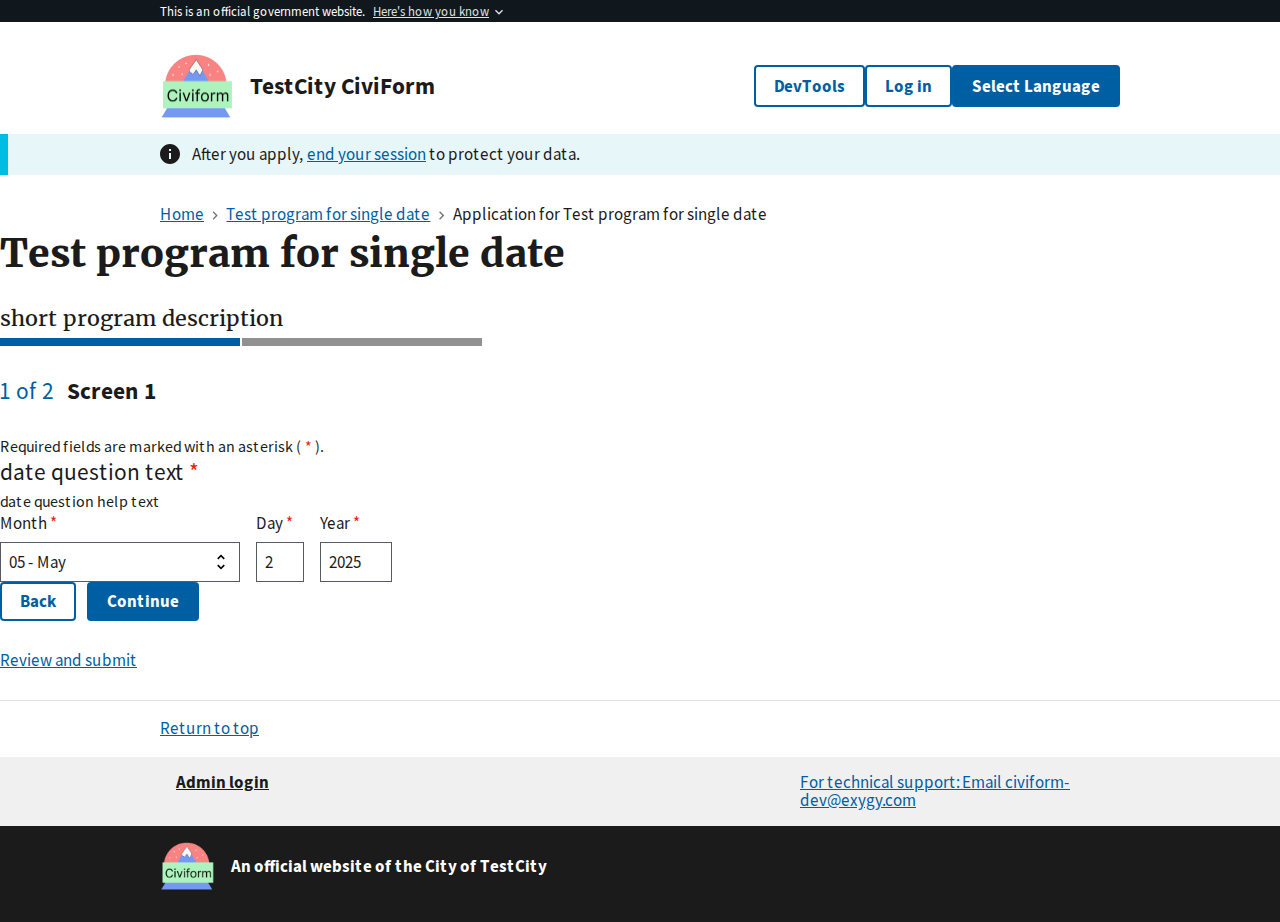 This is an official government website. Here's how you know
Civiform
TestCity CiviForm
DevTools
Log in
Select Language
After you apply, end your session to protect your data.
Home > Test program for single date > Application for Test program for single date
Test program for single date
short program description
1 of 2 Screen 1
Required fields are marked with an asterisk ( * ).
date question text *
date question help text
Month * Day * Year *
05 - May 2 2025
Back Continue
Review and submit
Return to top
Admin login
For technical support: Email civiform-
dev@exygy.com
Civiform
An official website of the City of TestCity